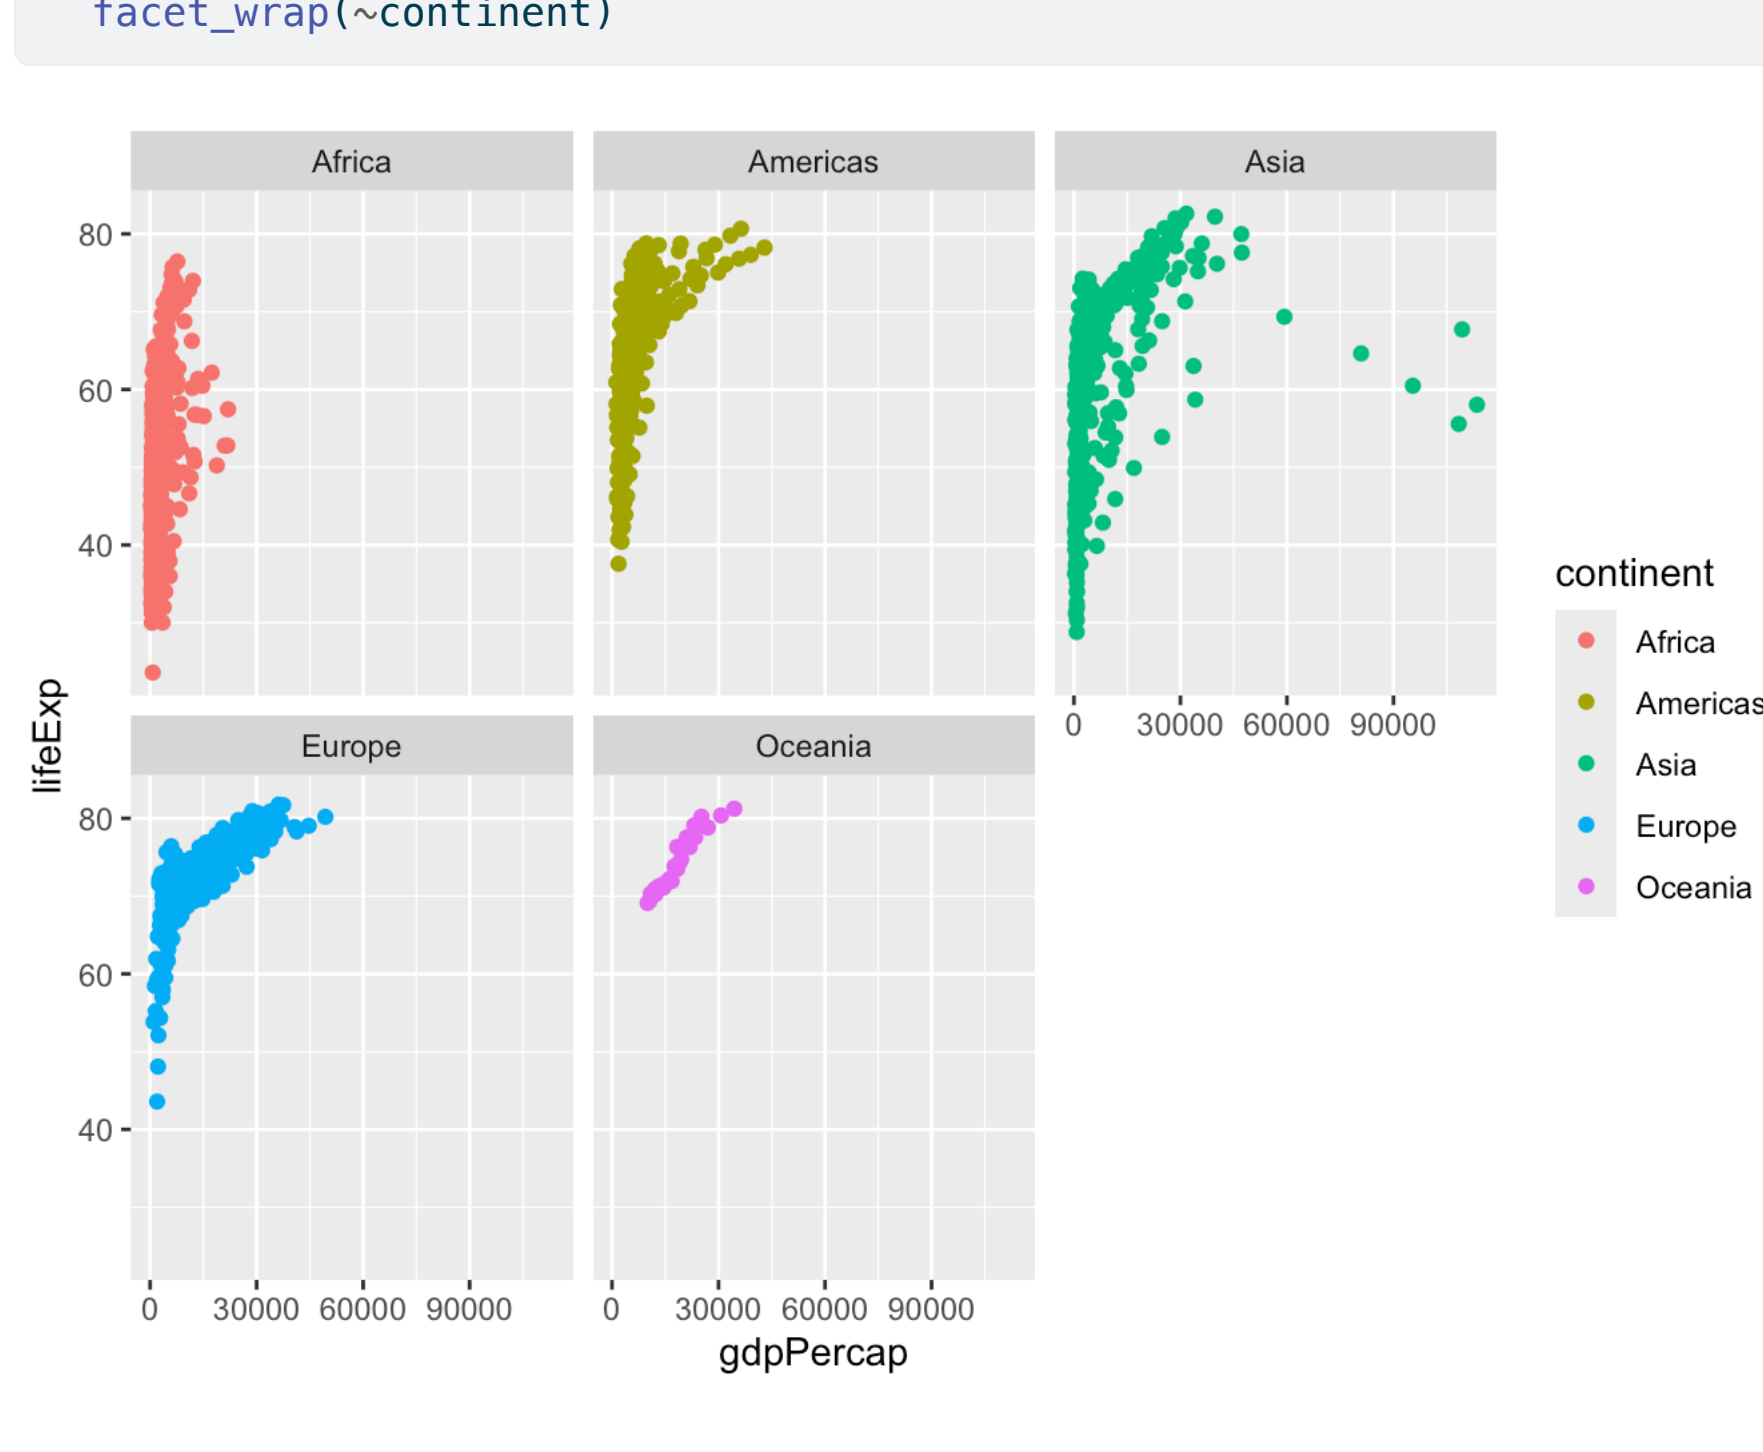 facet_wrap(~continent)
Africa
Americas
Asia
80
60
40
0 30000 60000 90000
Europe
Oceania
80
60
40
0 30000 60000 90000
0 30000 60000 90000
lifeExp
gdpPercap
continent
Africa
Americas
Asia
Europe
Oceania